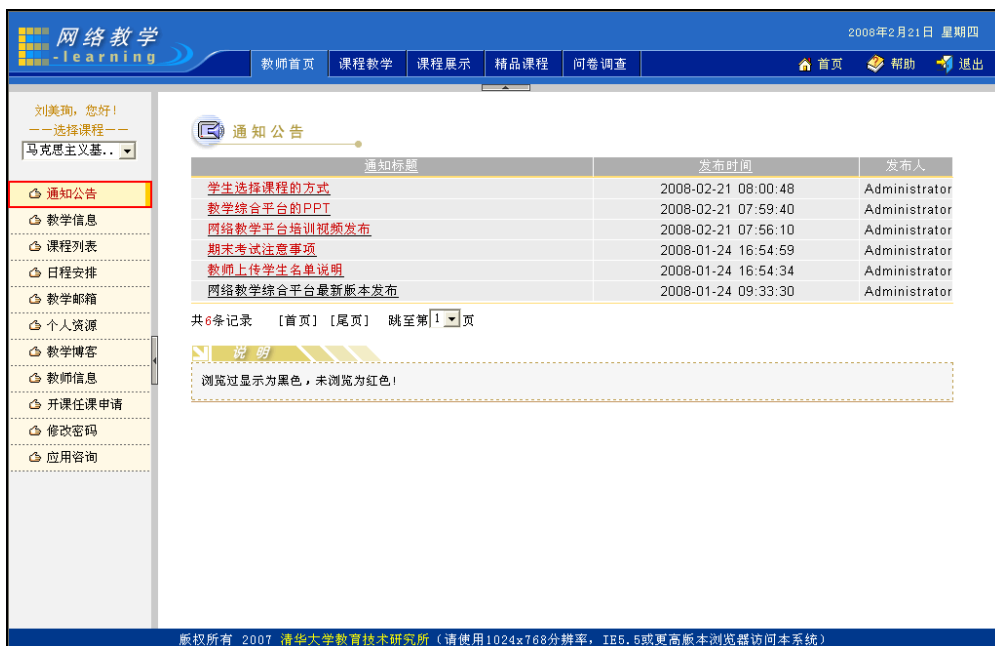 网络教学
-learning
2008年2月21日 星期四
教师首页 课程教学 课程展示 精品课程 问卷调查 首页 帮助 退出
刘美珣，您好！
——选择课程——
马克思主义基..
通知公告
教学信息
课程列表
日程安排
教学邮箱
个人资源
教学博客
教师信息
开课任课申请
修改密码
应用咨询
通知公告
通知标题 发布时间 发布人
学生选择课程的方式 2008-02-21 08:00:48 Administrator
教学综合平台的PPT 2008-02-21 07:59:40 Administrator
网络教学平台培训视频发布 2008-02-21 07:56:10 Administrator
期末考试注意事项 2008-01-24 16:54:59 Administrator
教师上传学生名单说明 2008-01-24 16:54:34 Administrator
网络教学综合平台最新版本发布 2008-01-24 09:33:30 Administrator
共6条记录 [首页] [尾页] 跳至第1页
说 明
浏览过显示为黑色，未浏览为红色!
版权所有 2007 清华大学教育技术研究所（请使用1024x768分辨率，IE5.5或更高版本浏览器访问本系统）